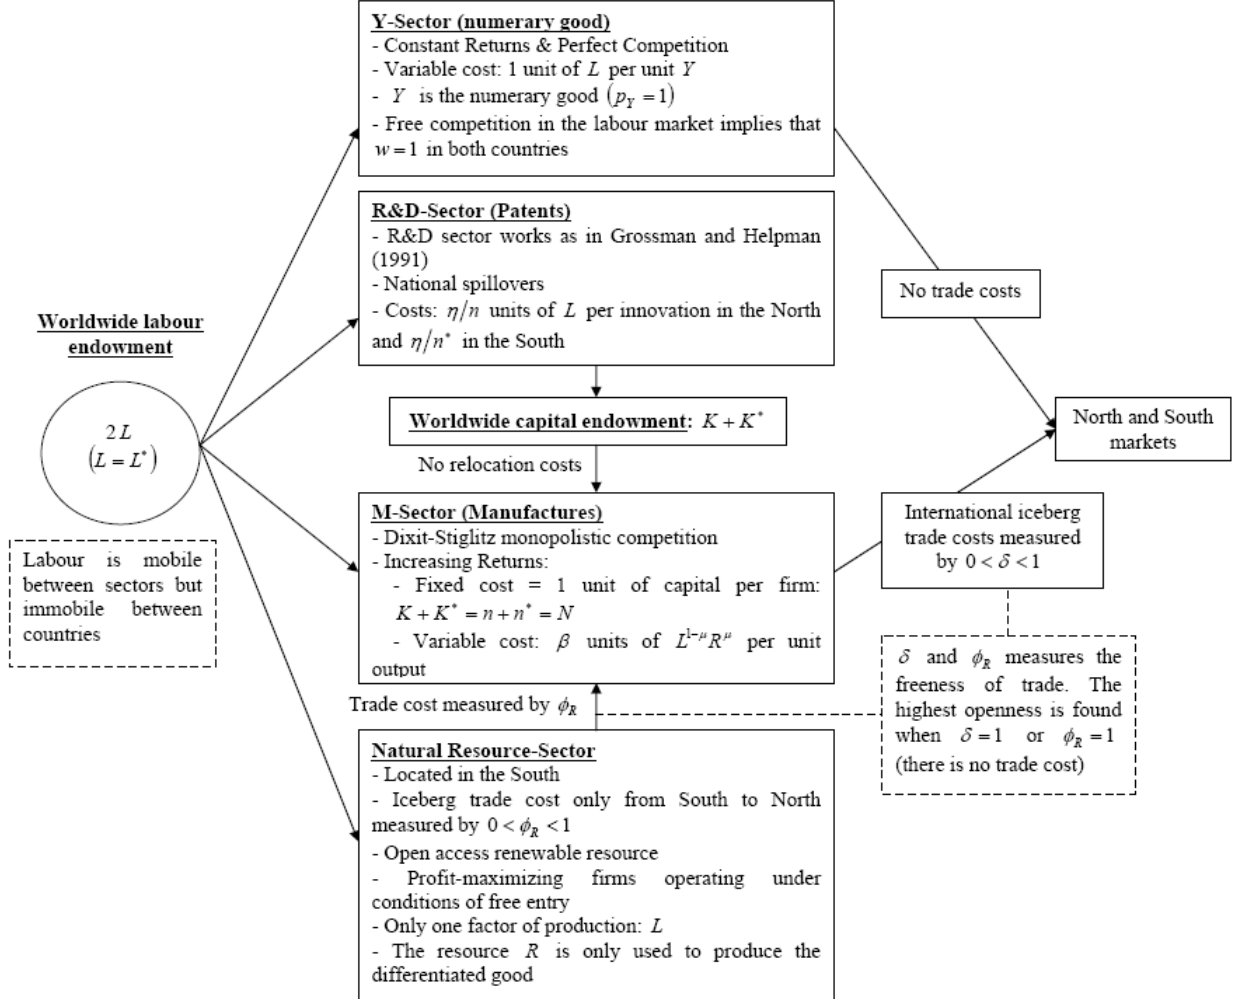 Y-Sector (numerary good)
- Constant Returns & Perfect Competition
- Variable cost: 1 unit of L per unit Y
- Y is the numerary good (p_Y = 1)
- Free competition in the labour market implies that
w = 1 in both countries
R&D-Sector (Patents)
- R&D sector works as in Grossman and Helpman
(1991)
- National spillovers
- Costs: η/n units of L per innovation in the North
and η/n* in the South
No trade costs
Worldwide labour
endowment
2L
(L = L*)
Labour is mobile
between sectors but
immobile between
countries
Worldwide capital endowment: K + K*
No relocation costs
North and South
markets
M-Sector (Manufactures)
- Dixit-Stiglitz monopolistic competition
- Increasing Returns:
- Fixed cost = 1 unit of capital per firm:
K + K* = n + n* = N
- Variable cost: β units of L^{1-μ}R^μ per unit
output
International iceberg
trade costs measured
by 0 < δ < 1
Trade cost measured by ϕ_R
δ and ϕ_R measures the
freeness of trade. The
highest openness is found
when δ = 1 or ϕ_R = 1
(there is no trade cost)
Natural Resource-Sector
- Located in the South
- Iceberg trade cost only from South to North
measured by 0 < ϕ_R < 1
- Open access renewable resource
- Profit-maximizing firms operating under
conditions of free entry
- Only one factor of production: L
- The resource R is only used to produce the
differentiated good